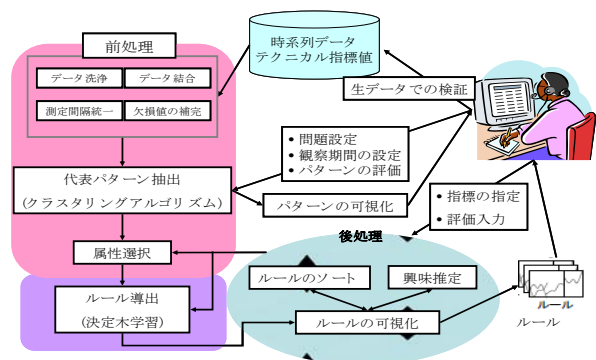 前処理
データ洗浄
データ結合
測定間隔統一
欠損値の補完
時系列データ
テクニカル指標値
生データでの検証
• 問題設定
• 観察期間の設定
• パターンの評価
代表パターン抽出
(クラスタリングアルゴリズム)
パターンの可視化
• 指標の指定
• 評価入力
属性選択
後処理
ルールのソート
興味推定
ルール導出
(決定木学習)
ルールの可視化
ルール
ルール